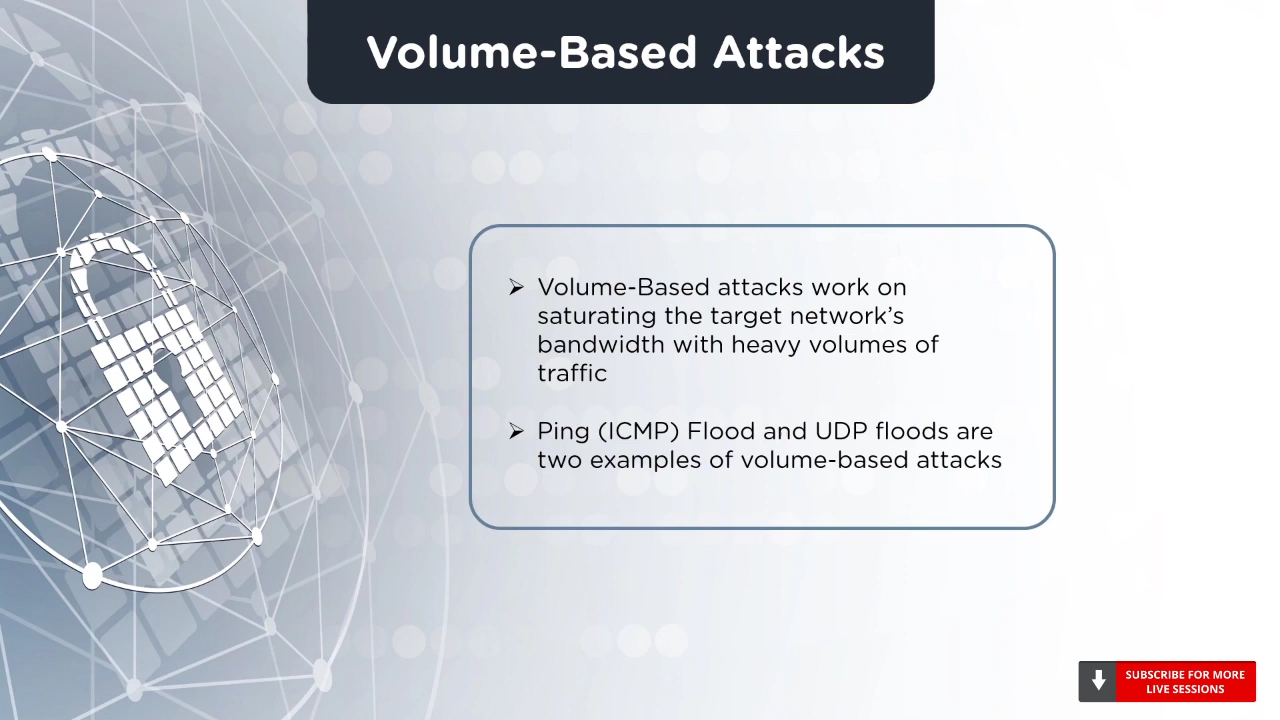 Volume-Based Attacks
➢ Volume-Based attacks work on
saturating the target network’s
bandwidth with heavy volumes of
traffic
➢ Ping (ICMP) Flood and UDP floods are
two examples of volume-based attacks
SUBSCRIBE FOR MORE
LIVE SESSIONS